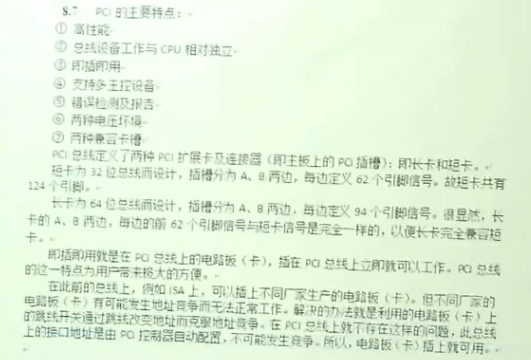 8.7 PCI 的主要特点：
① 高性能
② 总线设备工作与 CPU 相对独立
③ 即插即用
④ 支持多主控设备
⑤ 错误检测及报告
⑥ 两种电压环境
⑦ 两种兼容卡槽
PCI 总线定义了两种 PCI 扩展卡及连接器（即主板上的 PCI 插槽）：即长卡和短卡。
短卡为 32 位总线而设计，插槽分为 A、B 两边，每边定义 62 个引脚信号。故短卡共有
124 个引脚。
长卡为 64 位总线而设计，插槽分为 A、B 两边，每边定义 94 个引脚信号。很显然，长
卡的 A、B 两边，每边的前 62 个引脚信号与短卡信号是完全一样的，以便长卡完全兼容短
卡。
即插即用就是在 PCI 总线上的电路板（卡），插在 PCI 总线上立即就可以工作。PCI 总线
的这一特点为用户带来极大的方便。
在此前的总线上，例如 ISA 上，可以插上不同厂家生产的电路板（卡）。但不同厂家的
电路板（卡）有可能发生地址竞争而无法正常工作。解决的办法就是利用的电路板（卡）上
的跳线开关通过跳线改变地址而克服地址竞争。在 PCI 总线上就不存在这样的问题，此总线
上的接口地址是由 PCI 控制器自动配置，不可能发生竞争。所以，电路板（卡）插上就可用。